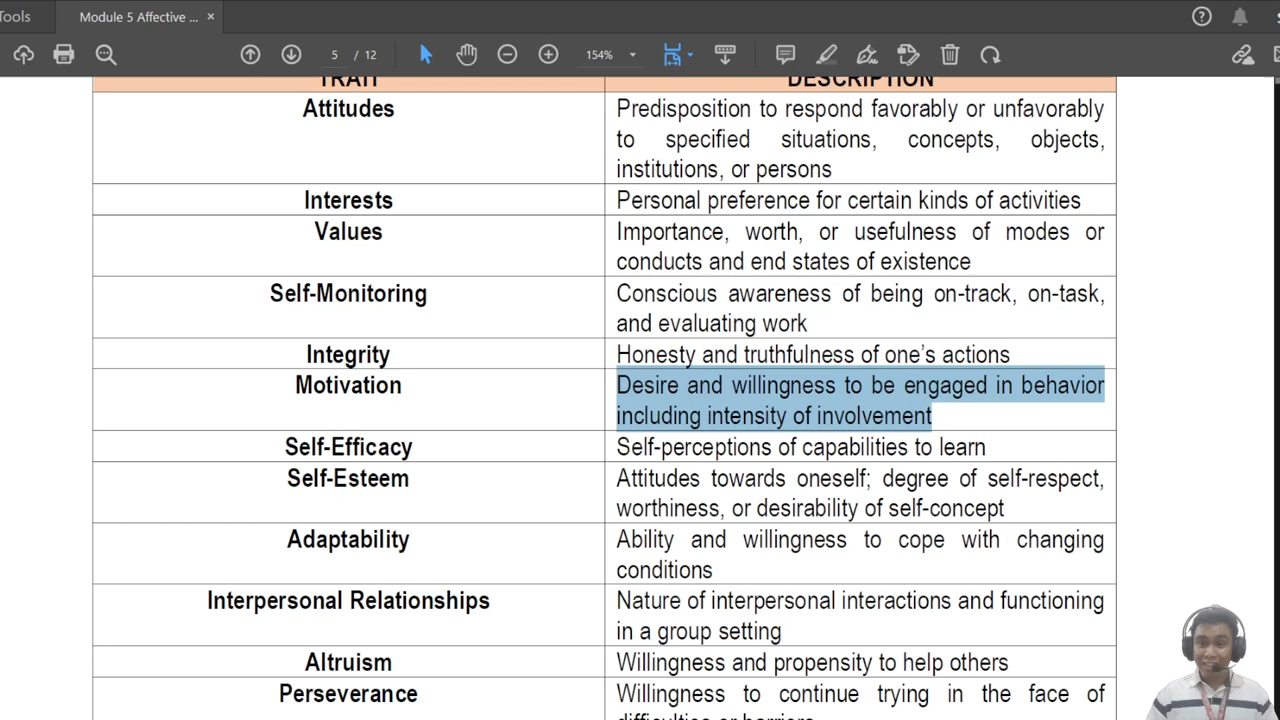 Tools
Module 5 Affective ... ×
5 / 12
154%
TRAIT DESCRIPTION
Attitudes
Predisposition to respond favorably or unfavorably
to specified situations, concepts, objects,
institutions, or persons
Interests
Personal preference for certain kinds of activities
Values
Importance, worth, or usefulness of modes or
conducts and end states of existence
Self-Monitoring
Conscious awareness of being on-track, on-task,
and evaluating work
Integrity
Honesty and truthfulness of one's actions
Motivation
Desire and willingness to be engaged in behavior
including intensity of involvement
Self-Efficacy
Self-perceptions of capabilities to learn
Self-Esteem
Attitudes towards oneself; degree of self-respect,
worthiness, or desirability of self-concept
Adaptability
Ability and willingness to cope with changing
conditions
Interpersonal Relationships
Nature of interpersonal interactions and functioning
in a group setting
Altruism
Willingness and propensity to help others
Perseverance
Willingness to continue trying in the face of
difficulties or barriers